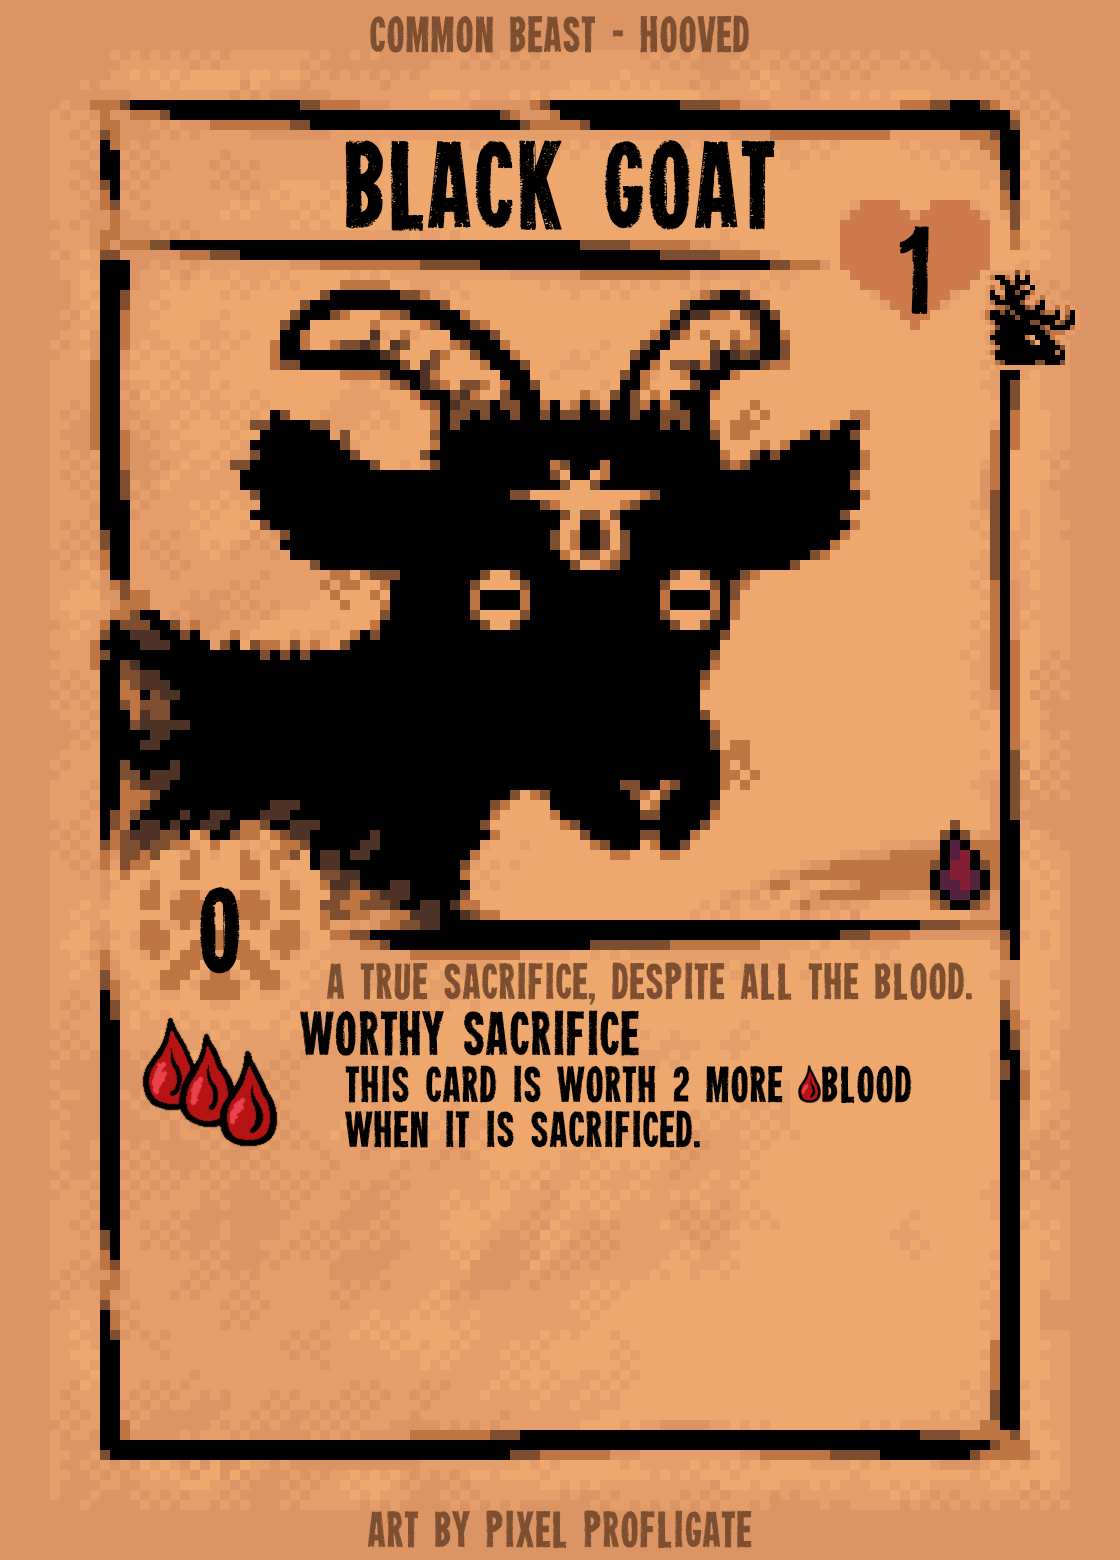 COMMON BEAST - HOOVED
BLACK GOAT
1
0
A TRUE SACRIFICE, DESPITE ALL THE BLOOD.
WORTHY SACRIFICE
THIS CARD IS WORTH 2 MORE BLOOD
WHEN IT IS SACRIFICED.
ART BY PIXEL PROFLIGATE